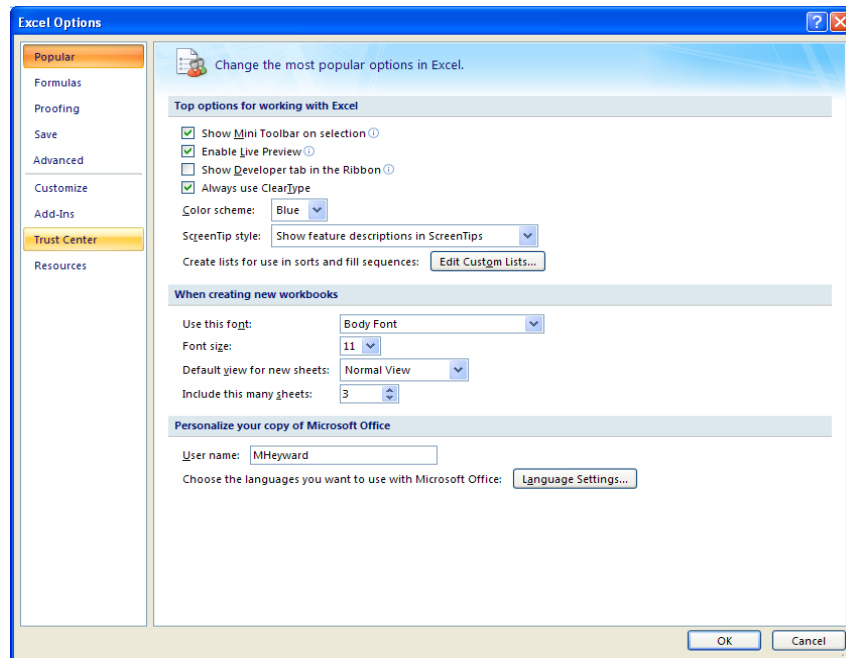 Excel Options
Popular
Formulas
Proofing
Save
Advanced
Customize
Add-Ins
Trust Center
Resources
Change the most popular options in Excel.
Top options for working with Excel
Show Mini Toolbar on selection
Enable Live Preview
Show Developer tab in the Ribbon
Always use ClearType
Color scheme: Blue
ScreenTip style: Show feature descriptions in ScreenTips
Create lists for use in sorts and fill sequences: Edit Custom Lists...
When creating new workbooks
Use this font: Body Font
Font size: 11
Default view for new sheets: Normal View
Include this many sheets: 3
Personalize your copy of Microsoft Office
User name: MHeyward
Choose the languages you want to use with Microsoft Office: Language Settings...
OK Cancel